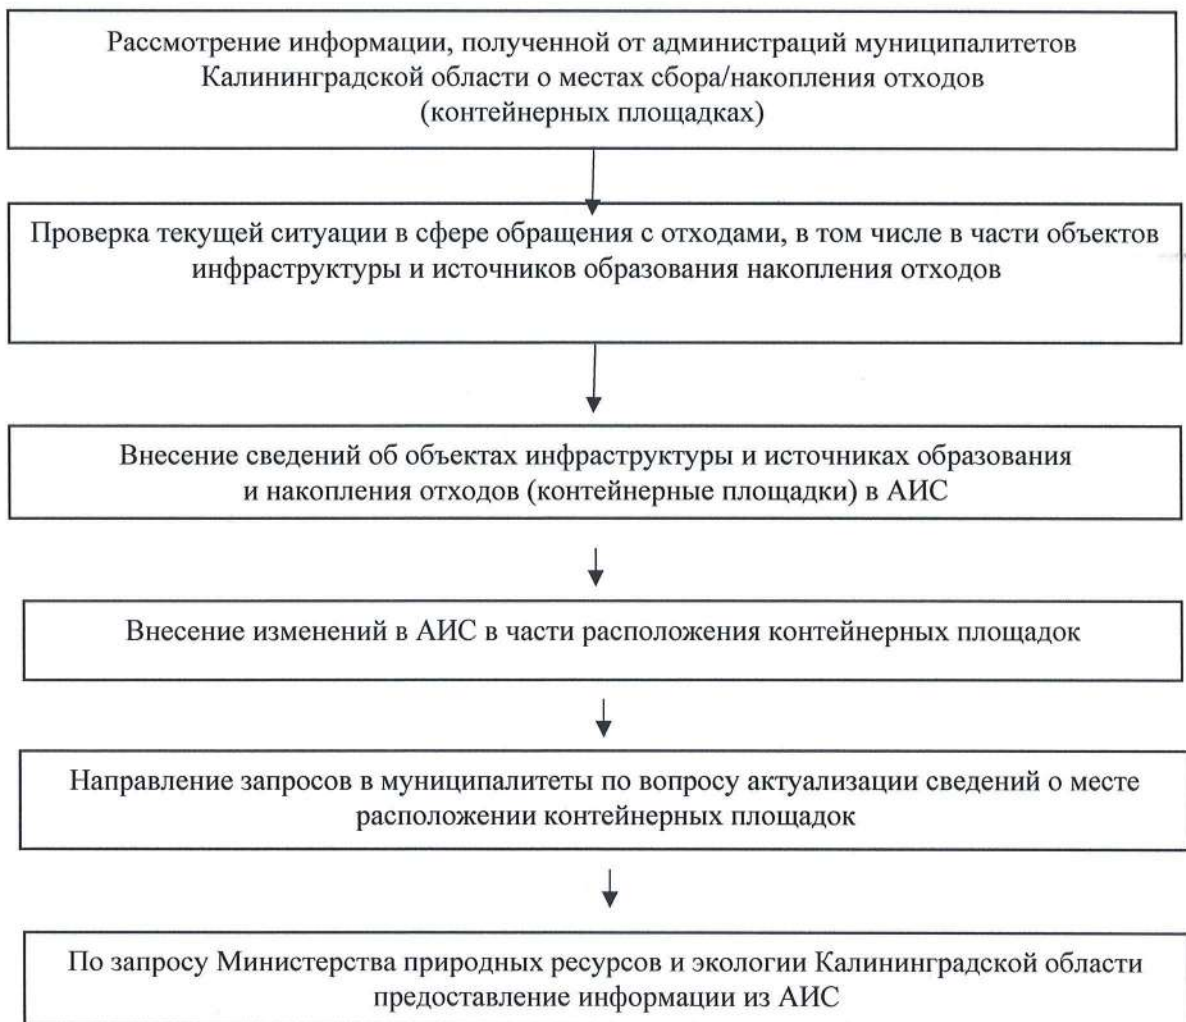 Рассмотрение информации, полученной от администраций муниципалитетов
Калининградской области о местах сбора/накопления отходов
(контейнерных площадках)
Проверка текущей ситуации в сфере обращения с отходами, в том числе в части объектов
инфраструктуры и источников образования накопления отходов
Внесение сведений об объектах инфраструктуры и источниках образования
и накопления отходов (контейнерные площадки) в АИС
Внесение изменений в АИС в части расположения контейнерных площадок
Направление запросов в муниципалитеты по вопросу актуализации сведений о месте
расположении контейнерных площадок
По запросу Министерства природных ресурсов и экологии Калининградской области
предоставление информации из АИС